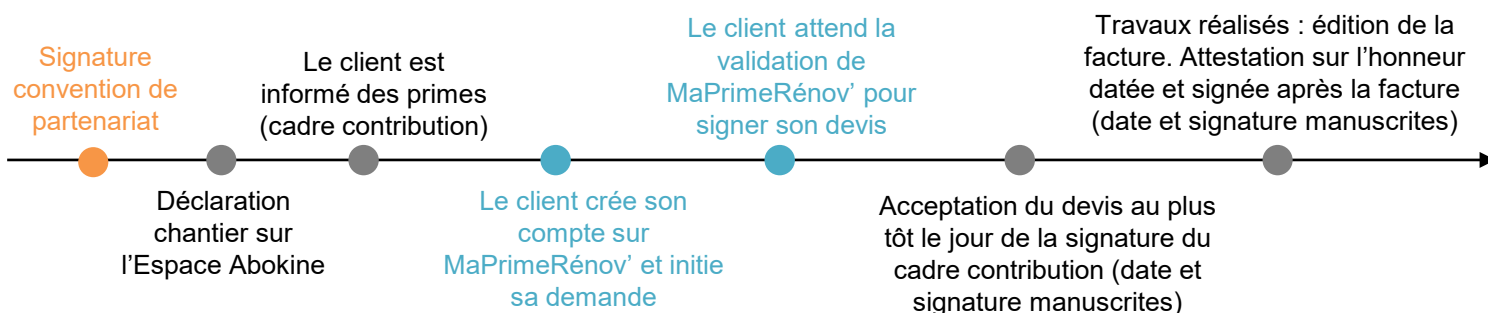 Signature
convention de
partenariat
Déclaration
chantier sur
l’Espace Abokine
Le client est
informé des primes
(cadre contribution)
Le client crée son
compte sur
MaPrimeRénov’ et initie
sa demande
Le client attend la
validation de
MaPrimeRénov’ pour
signer son devis
Acceptation du devis au plus
tôt le jour de la signature du
cadre contribution (date et
signature manuscrites)
Travaux réalisés : édition de la
facture. Attestation sur l’honneur
datée et signée après la facture
(date et signature manuscrites)